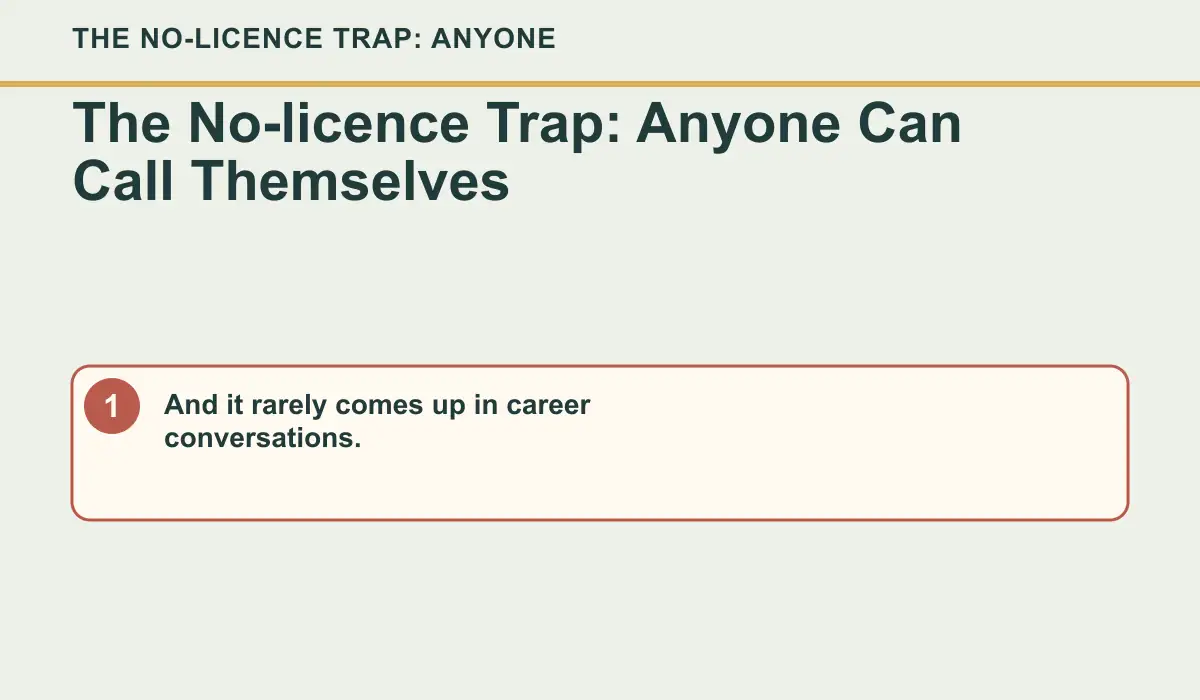 THE NO-LICENCE TRAP: ANYONE
The No-licence Trap: Anyone Can
Call Themselves
1
And it rarely comes up in career
conversations.